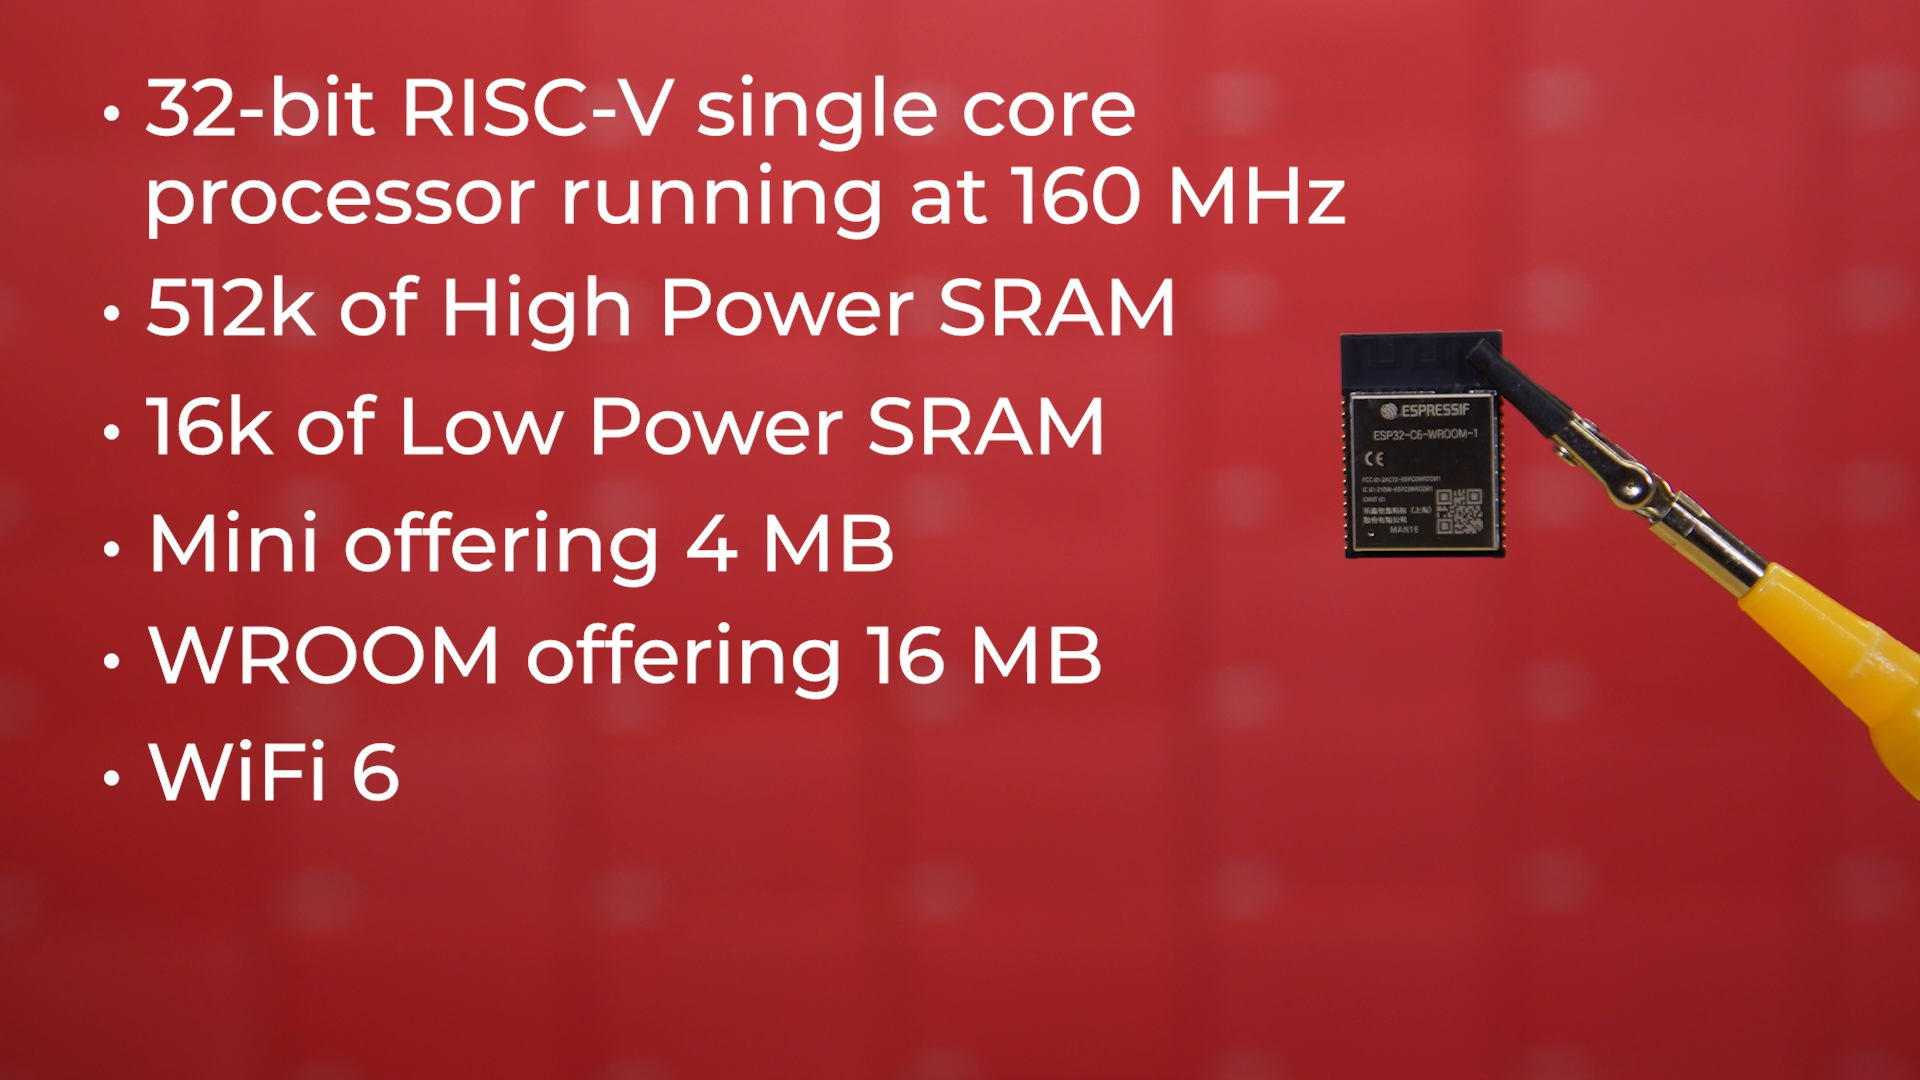 • 32-bit RISC-V single core
processor running at 160 MHz
• 512k of High Power SRAM
• 16k of Low Power SRAM
• Mini offering 4 MB
• WROOM offering 16 MB
• WiFi 6
ESPRESSIF
ESP32-C6-WROOM-1
CE
MAN16